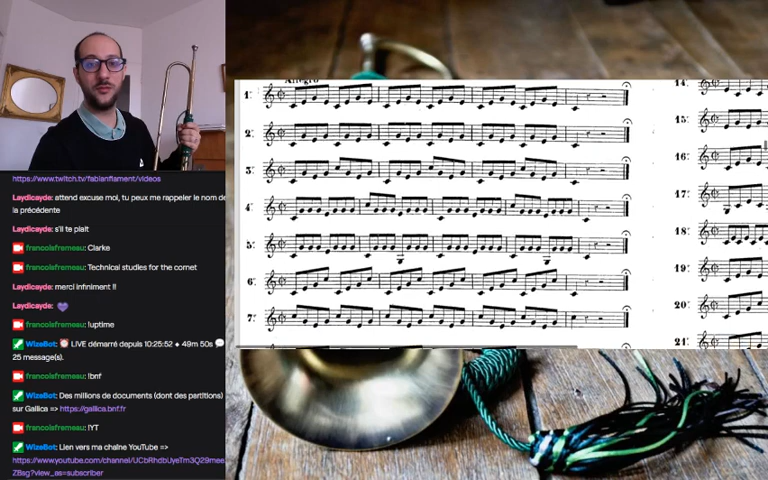 https://www.twitch.tv/fabianflament/videos
Laydicayde: attend excuse moi, tu peux me rappeler le nom de
la précédente
Laydicayde: s'il te plait
francoisfremeau: Clarke
francoisfremeau: Technical studies for the cornet
Laydicayde: merci infiniment !!
Laydicayde:
francoisfremeau: !uptime
WizeBot: LIVE démarré depuis 10:25:52 ♦ 49m 50s
25 message(s).
francoisfremeau: !bnf
WizeBot: Des millions de documents (dont des partitions)
sur Gallica => https://gallica.bnf.fr
francoisfremeau: !YT
WizeBot: Lien vers ma chaîne YouTube =>
ZBsg?view_as=subscriber
Allegro
1.
2.
3.
4.
5.
6.
7.
14.
15.
16.
17.
18.
19.
20.
21.